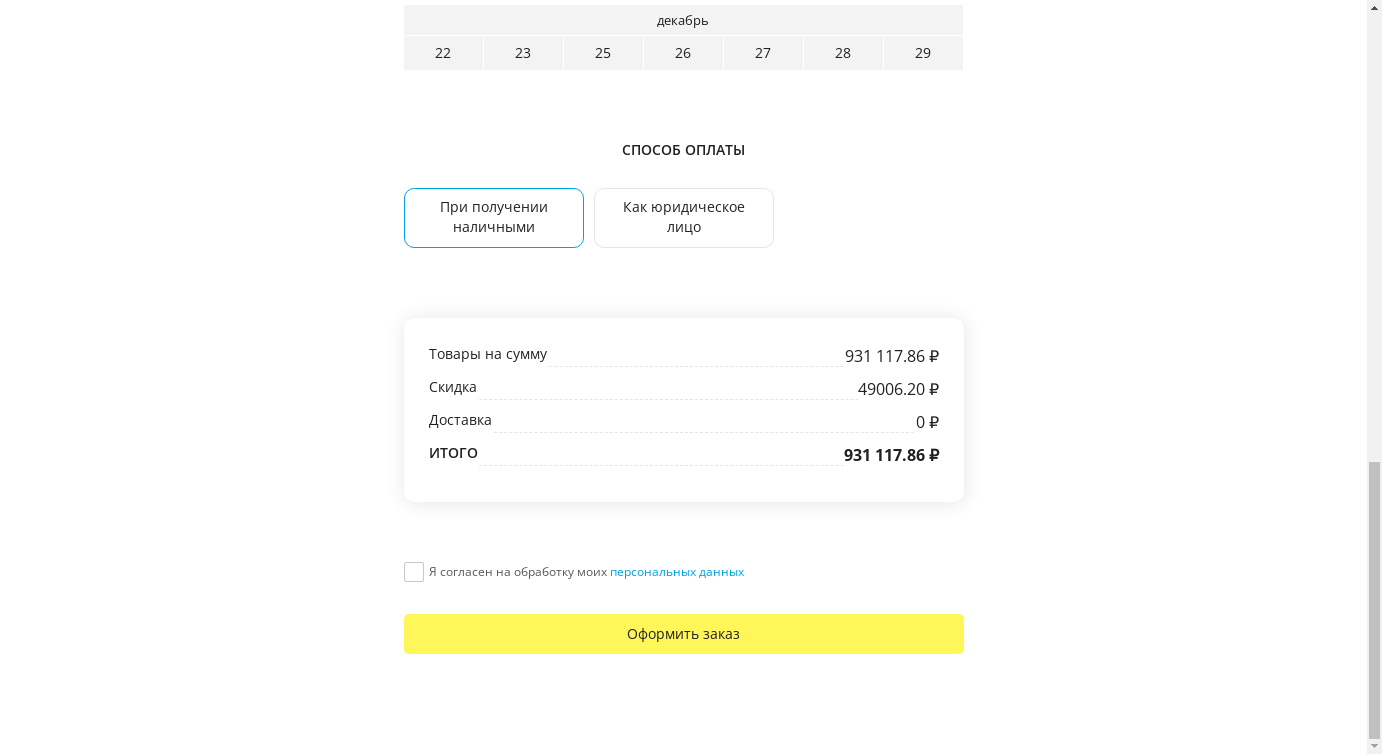 декабрь
22 23 25 26 27 28 29
СПОСОБ ОПЛАТЫ
При получении
наличными
Как юридическое
лицо
Товары на сумму 931 117.86 ₽
Скидка 49006.20 ₽
Доставка 0 ₽
ИТОГО 931 117.86 ₽
Я согласен на обработку моих персональных данных
Оформить заказ